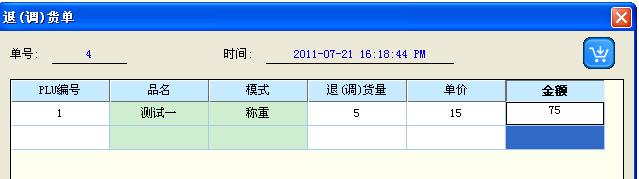 退(调)货单
单号: 4 时间: 2011-07-21 16:18:44 PM
PLU编号 品名 模式 退(调)货量 单价 金额
1 测试一 称重 5 15 75